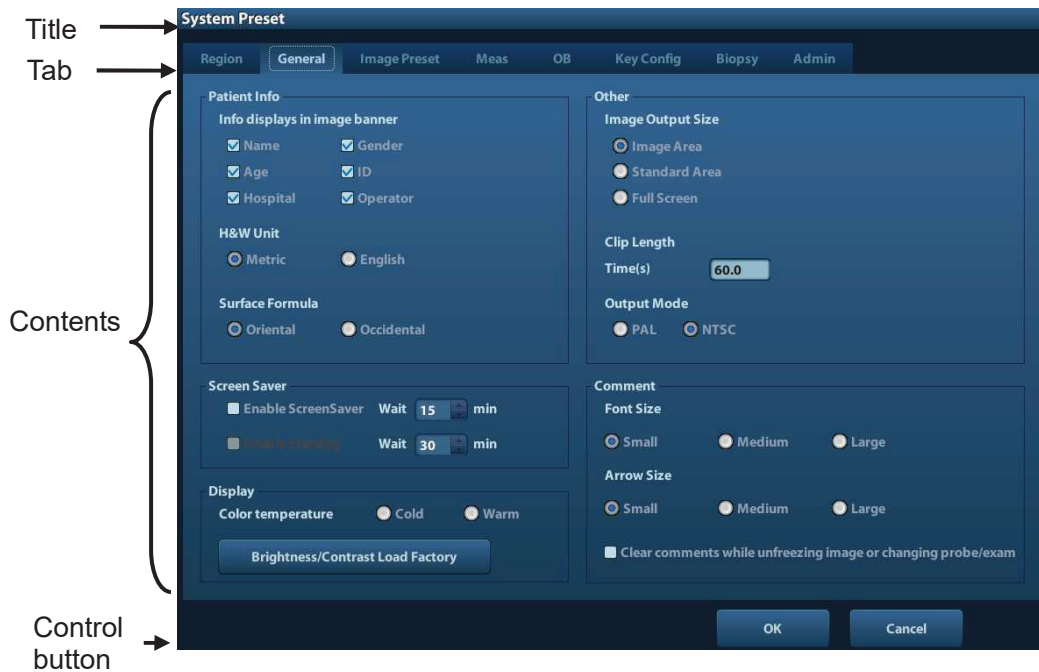 Title
System Preset
Tab
Region General Image Preset Meas OB Key Config Biopsy Admin
Contents
Patient Info
Info displays in image banner
Name Gender
Age ID
Hospital Operator
H&W Unit
Metric English
Surface Formula
Oriental Occidental
Screen Saver
Enable ScreenSaver Wait 15 min
Wait 30 min
Display
Color temperature Cold Warm
Brightness/Contrast Load Factory
Other
Image Output Size
Image Area
Standard Area
Full Screen
Clip Length
Time(s) 60.0
Output Mode
PAL NTSC
Comment
Font Size
Small Medium Large
Arrow Size
Small Medium Large
Clear comments while unfreezing image or changing probe/exam
Control
button
OK Cancel